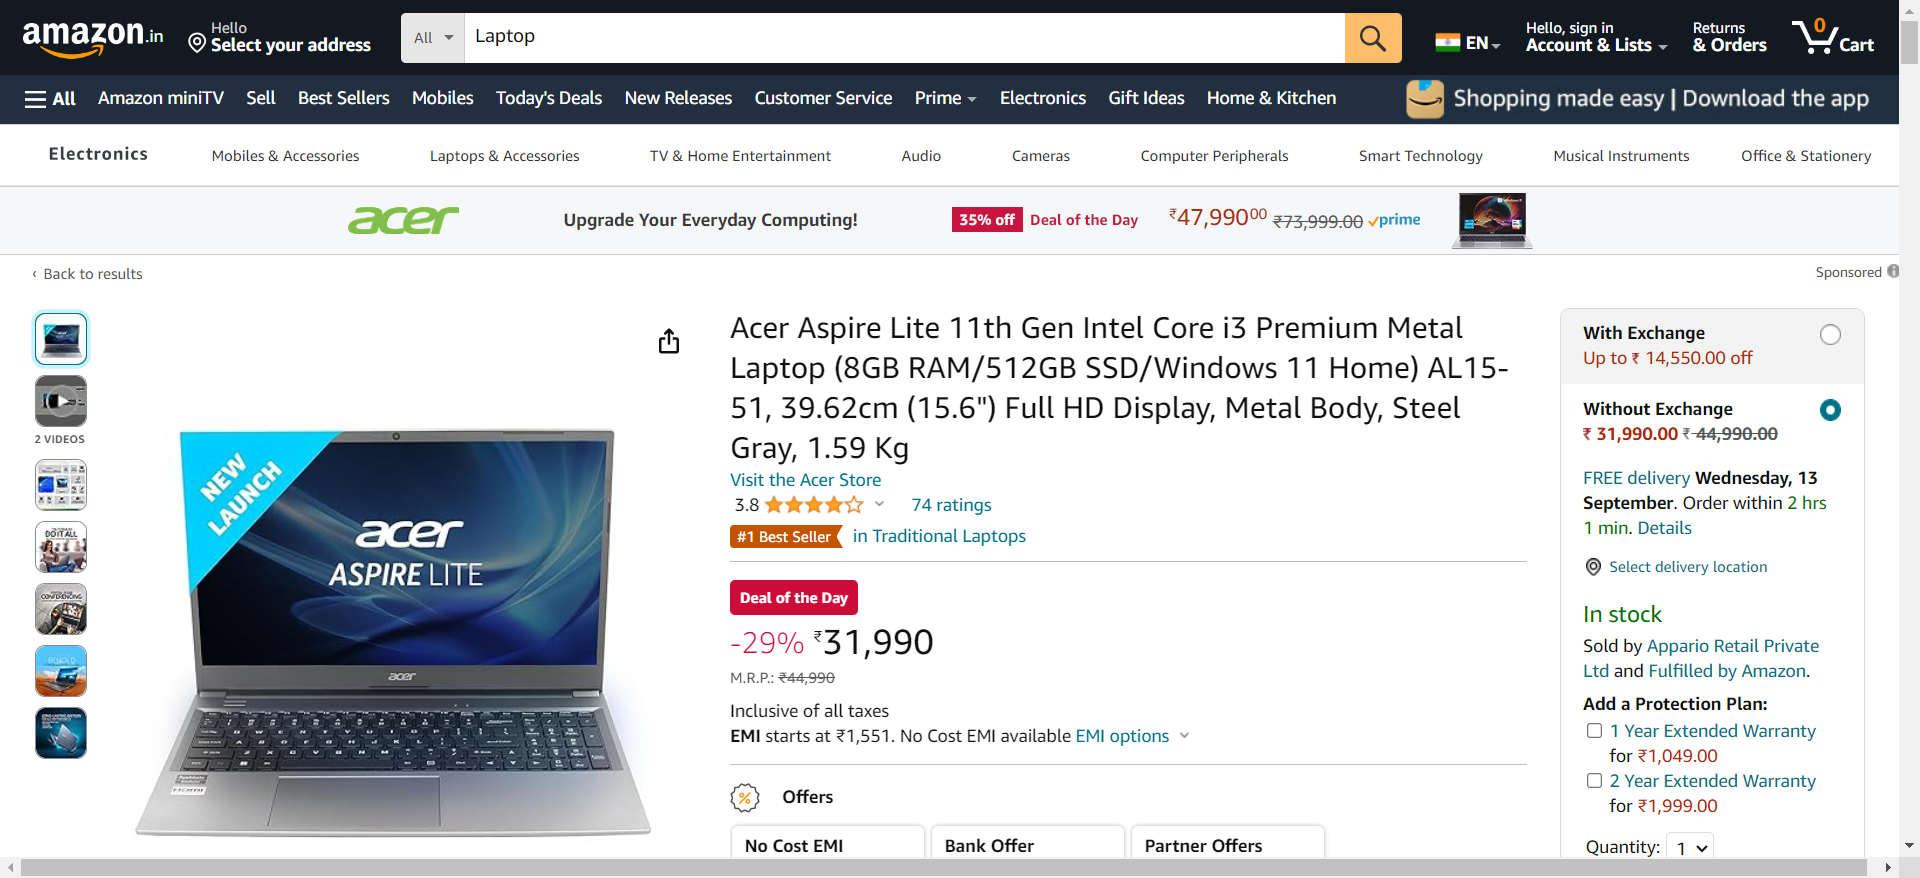 amazon.in
Hello
Select your address
All
Laptop
EN
Hello, sign in
Account & Lists
Returns
& Orders
0
Cart
All
Amazon miniTV
Sell
Best Sellers
Mobiles
Today's Deals
New Releases
Customer Service
Prime
Electronics
Gift Ideas
Home & Kitchen
Shopping made easy | Download the app
Electronics
Mobiles & Accessories
Laptops & Accessories
TV & Home Entertainment
Audio
Cameras
Computer Peripherals
Smart Technology
Musical Instruments
Office & Stationery
acer
Upgrade Your Everyday Computing!
35% off
Deal of the Day
₹47,99000
₹73,999.00
prime
‹ Back to results
Sponsored
2 VIDEOS
DO IT ALL
CONFERENCING
NEW
LAUNCH
acer
ASPIRE LITE
acer
HDMI
Acer Aspire Lite 11th Gen Intel Core i3 Premium Metal
Laptop (8GB RAM/512GB SSD/Windows 11 Home) AL15-
51, 39.62cm (15.6") Full HD Display, Metal Body, Steel
Gray, 1.59 Kg
Visit the Acer Store
3.8
74 ratings
#1 Best Seller
in Traditional Laptops
Deal of the Day
-29% ₹31,990
M.R.P.: ₹44,990
Inclusive of all taxes
EMI starts at ₹1,551. No Cost EMI available EMI options
Offers
No Cost EMI
Bank Offer
Partner Offers
With Exchange
Up to ₹ 14,550.00 off
Without Exchange
₹ 31,990.00 ₹ 44,990.00
FREE delivery Wednesday, 13
September. Order within 2 hrs
1 min. Details
Select delivery location
In stock
Sold by Appario Retail Private
Ltd and Fulfilled by Amazon.
Add a Protection Plan:
1 Year Extended Warranty
for ₹1,049.00
2 Year Extended Warranty
for ₹1,999.00
Quantity: 1